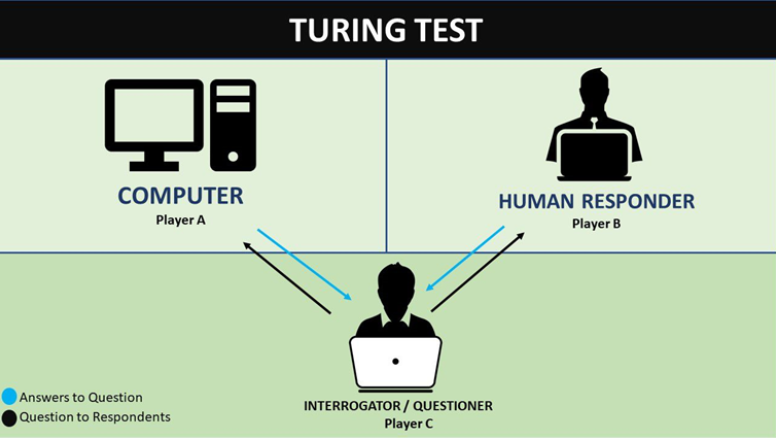 TURING TEST
COMPUTER
Player A
HUMAN RESPONDER
Player B
INTERROGATOR / QUESTIONER
Player C
Answers to Question
Question to Respondents